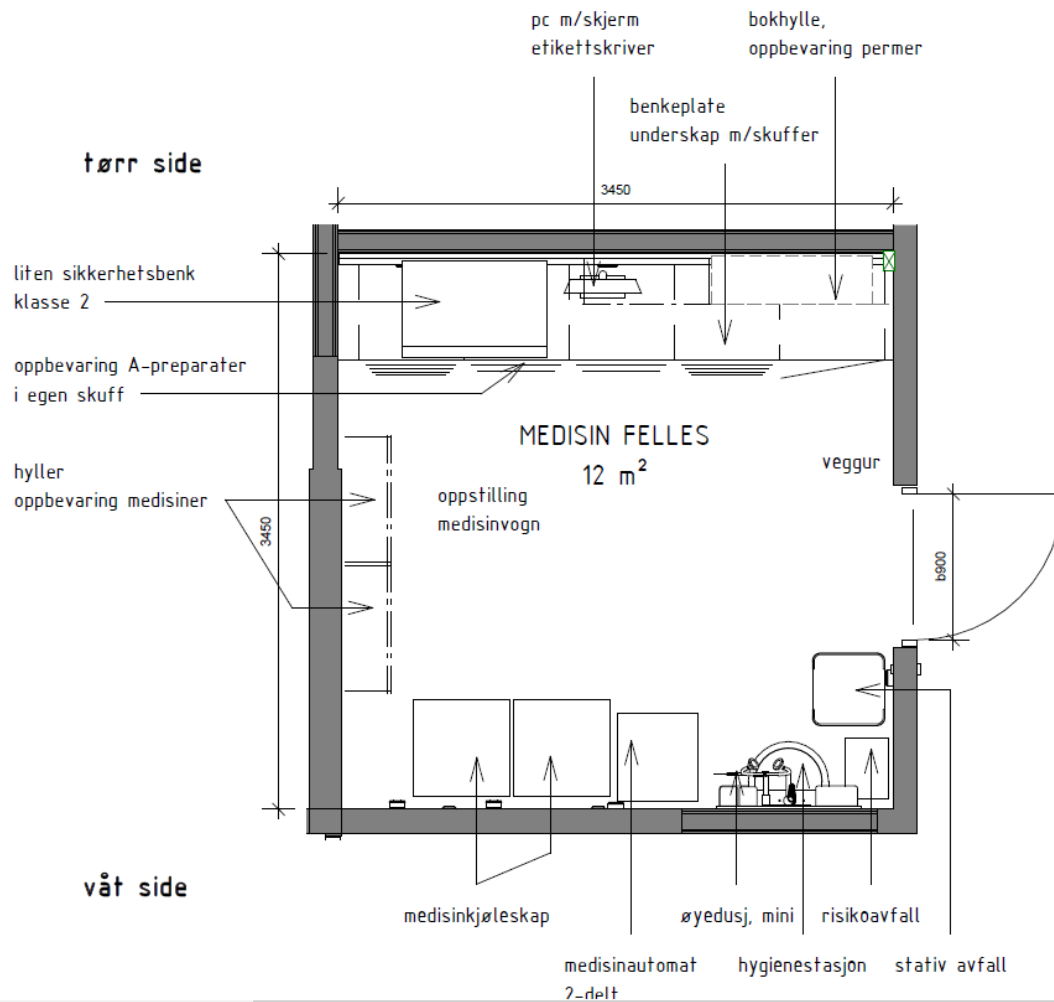 pc m/skjerm
etikettskriver
bokhylle,
oppbevaring permer
benkeplate
underskap m/skuffer
tørr side
3450
liten sikkerhetsbenk
klasse 2
oppbevaring A-preparater
i egen skuff
MEDISIN FELLES
12 m²
veggur
hyller
oppbevaring medisiner
oppstilling
medisinvogn
3450
b900
våt side
medisinkjøleskap
øyedusj, mini
risikoavfall
medisinautomat
2-delt
hygienestasjon
stativ avfall